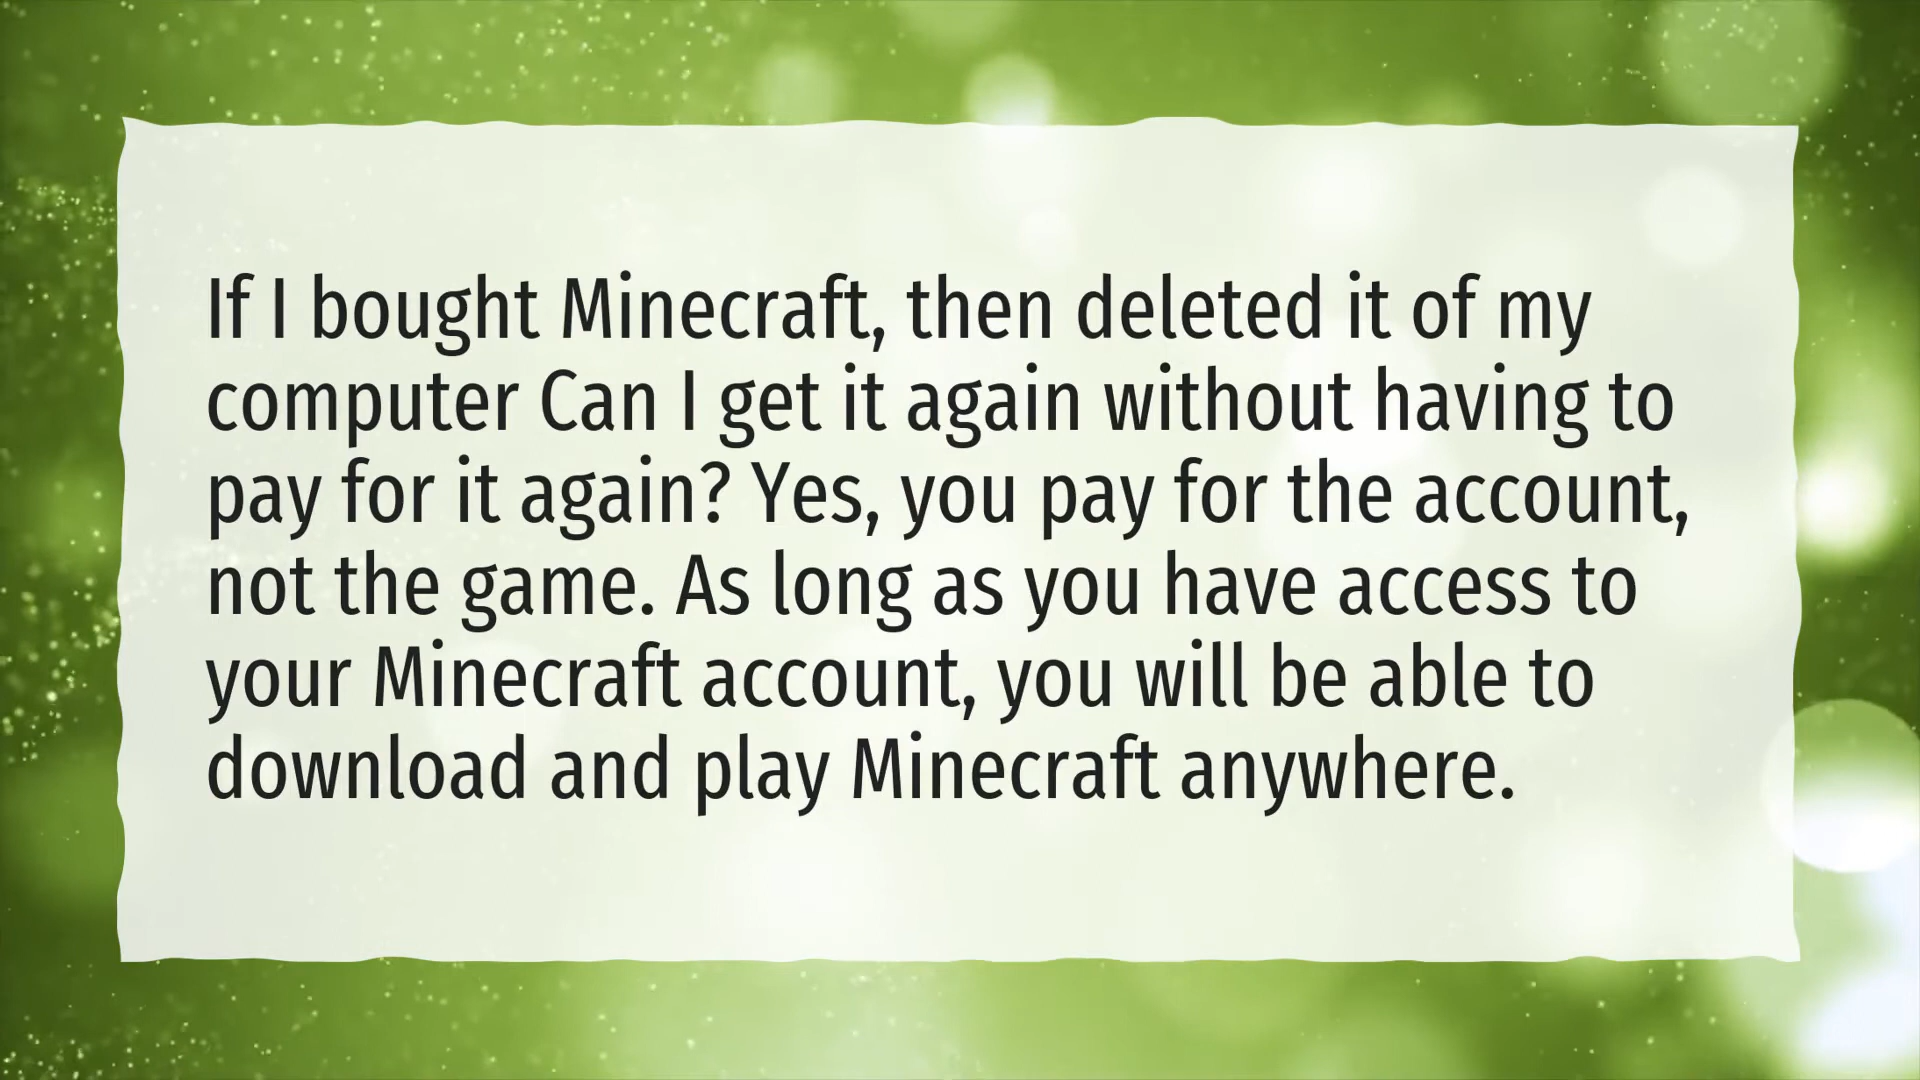 If I bought Minecraft, then deleted it of my
computer Can I get it again without having to
pay for it again? Yes, you pay for the account,
not the game. As long as you have access to
your Minecraft account, you will be able to
download and play Minecraft anywhere.